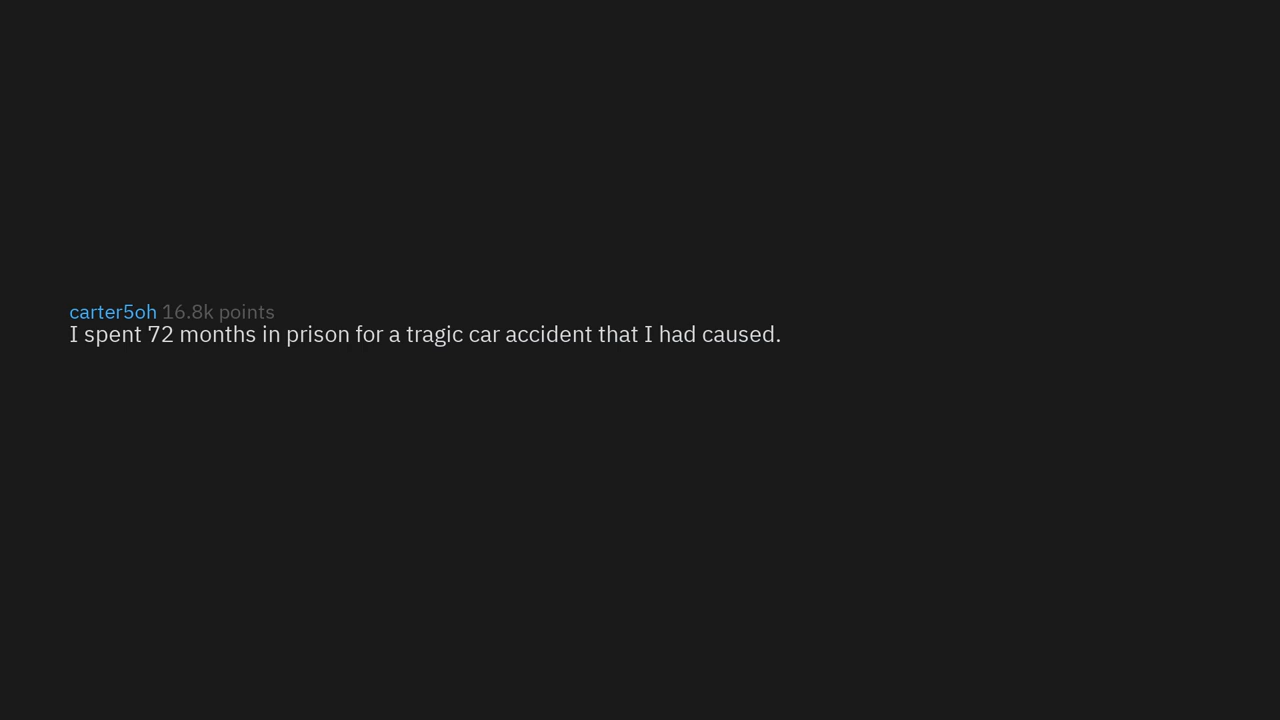 carter5oh 16.8k points
I spent 72 months in prison for a tragic car accident that I had caused.